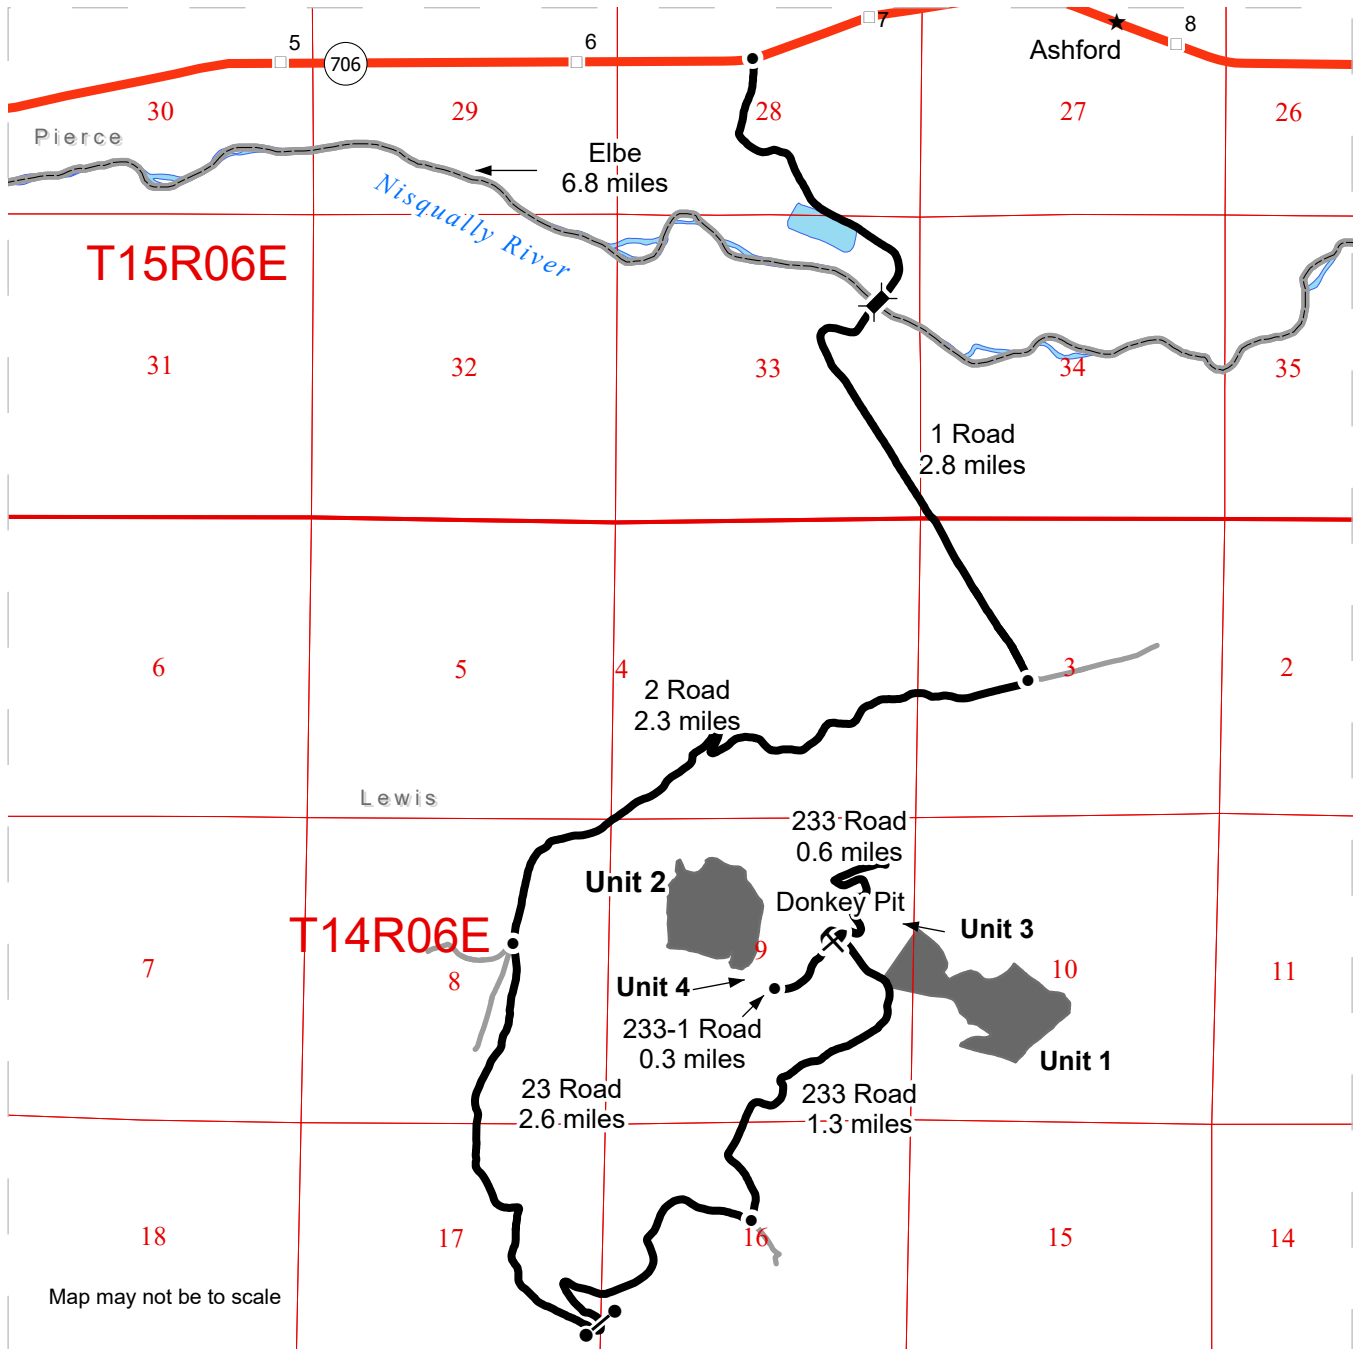 5
6
7
8
706
Ashford
30
29
28
27
26
Pierce
Elbe
6.8 miles
Nisqually River
T15R06E
31
32
33
34
35
1 Road
2.8 miles
6
5
4
3
2
2 Road
2.3 miles
Lewis
233 Road
0.6 miles
Unit 2
Donkey Pit
T14R06E
Unit 3
7
8
9
10
11
Unit 4
233-1 Road
0.3 miles
Unit 1
23 Road
2.6 miles
233 Road
1.3 miles
18
17
16
15
14
Map may not be to scale